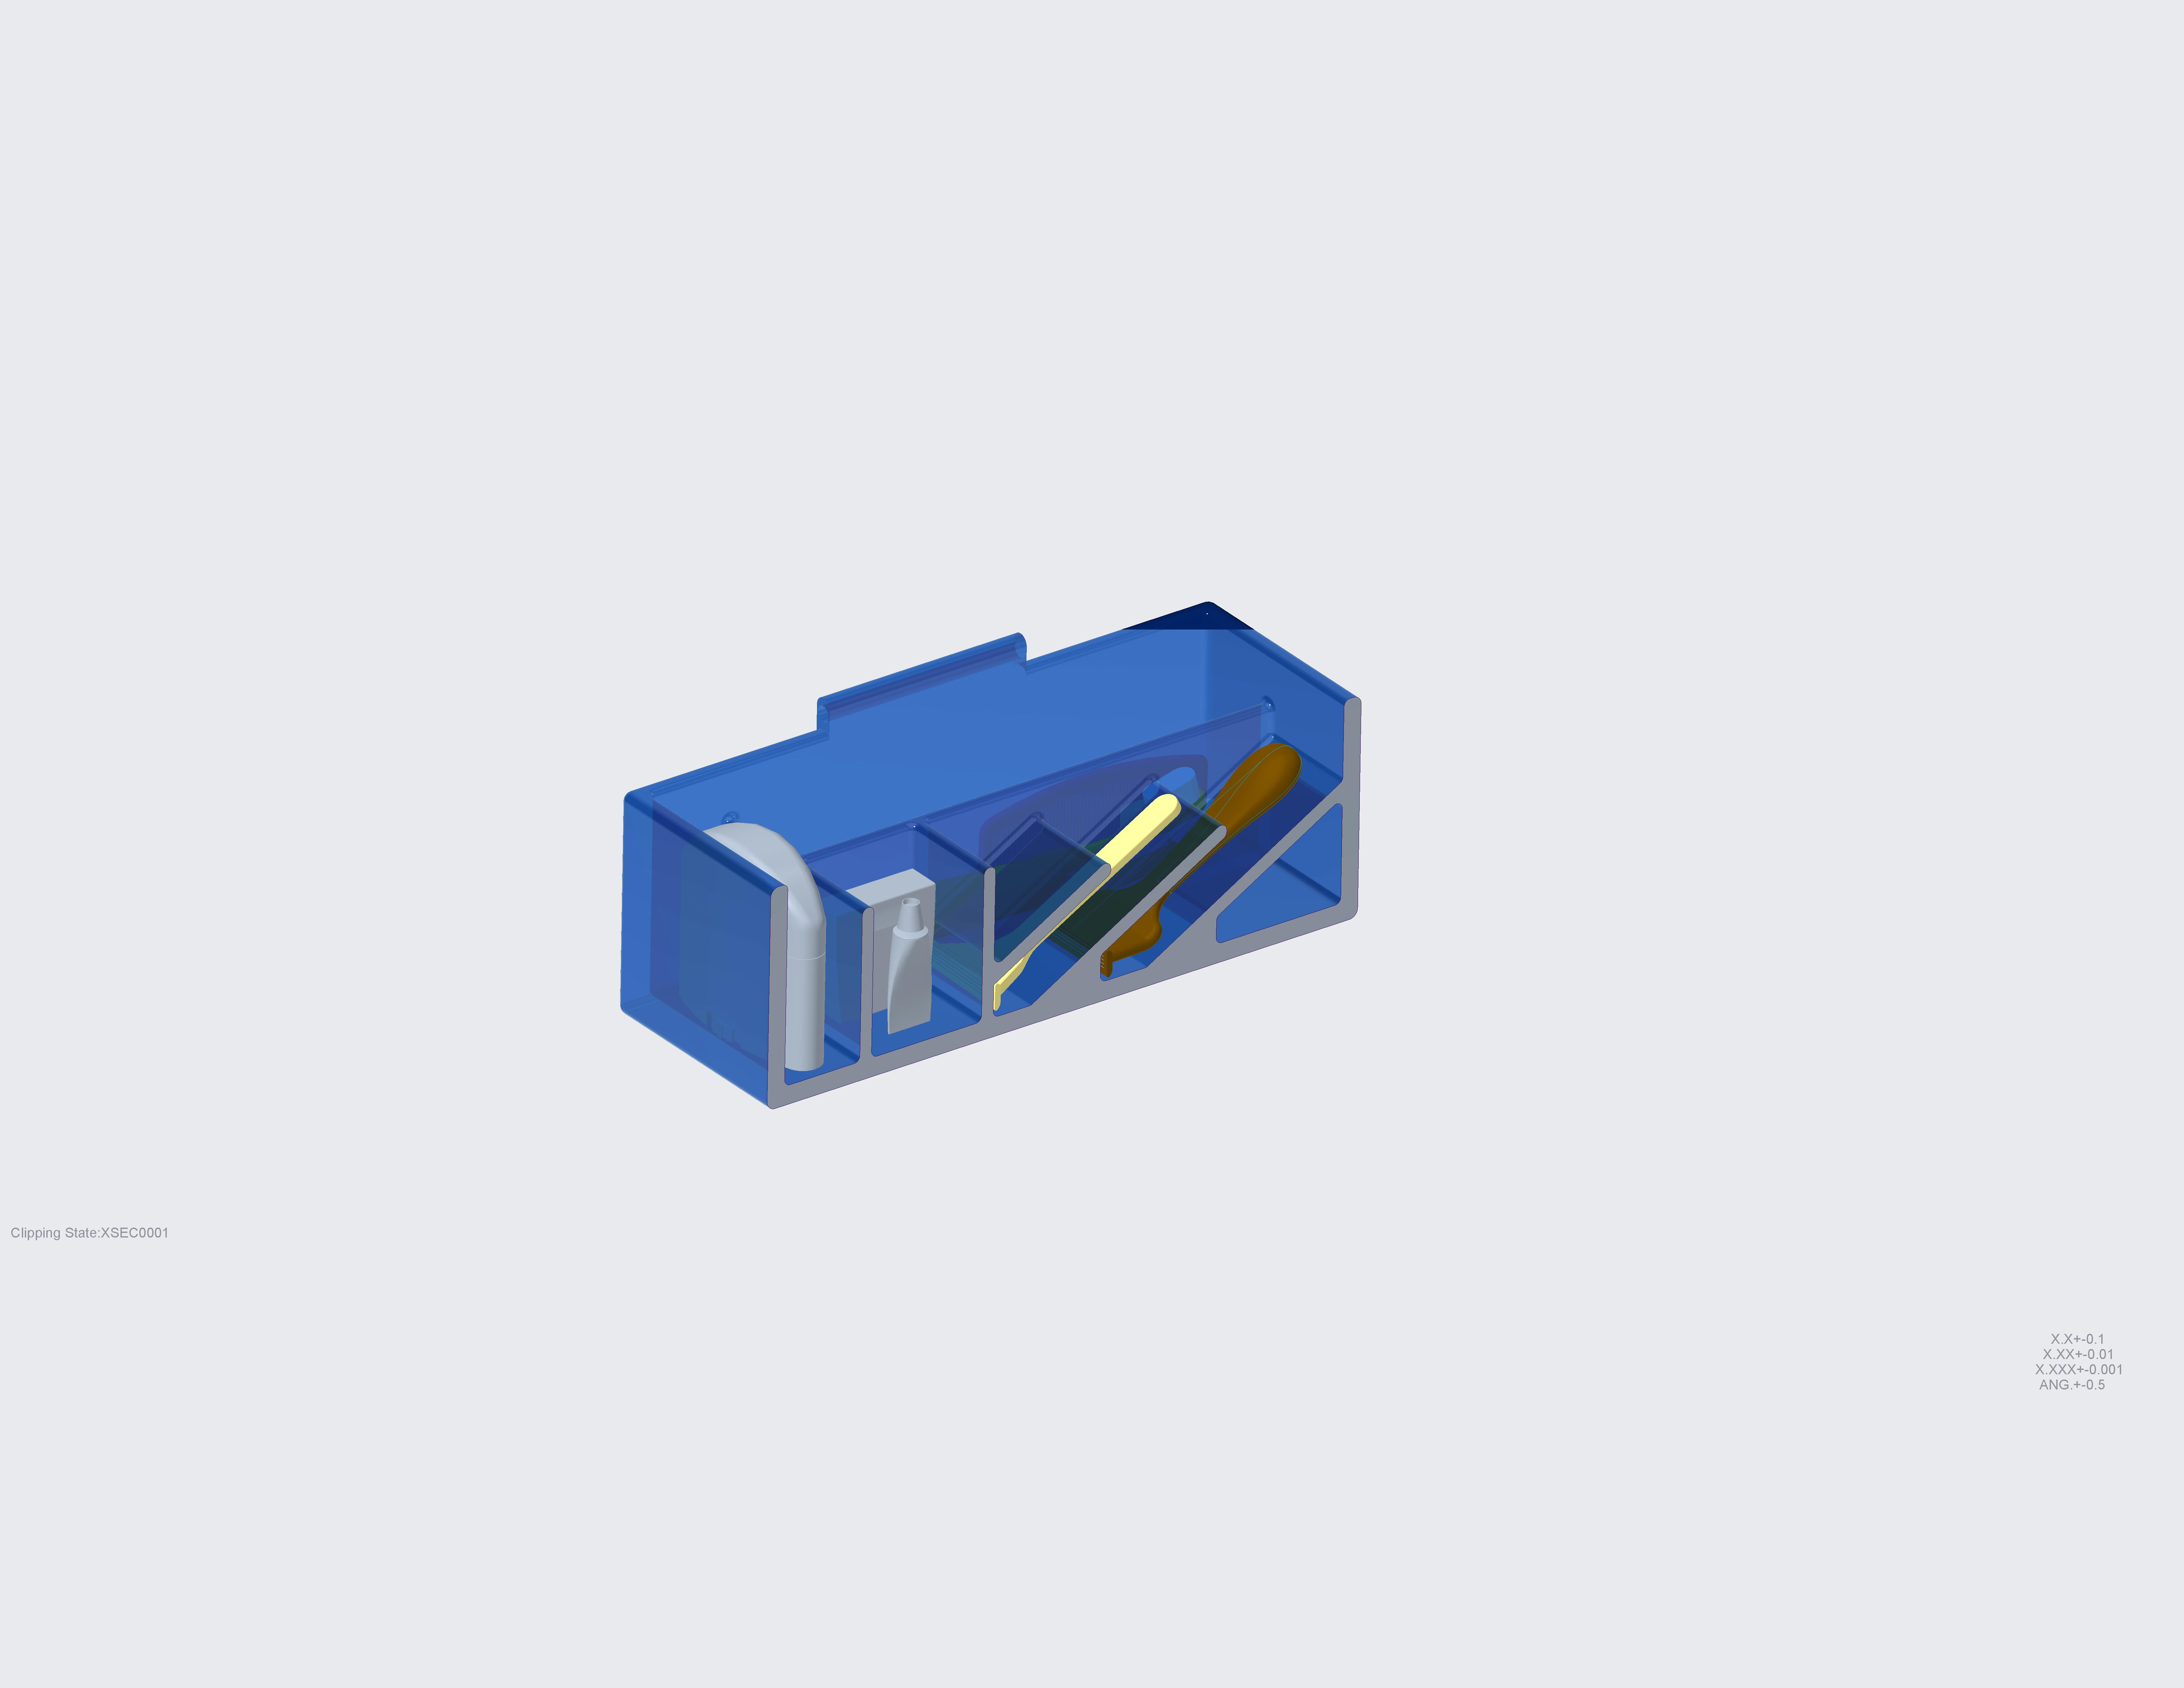 Clipping State:XSEC0001
X.X+-0.1
X.XX+-0.01
X.XXX+-0.001
ANG.+-0.5